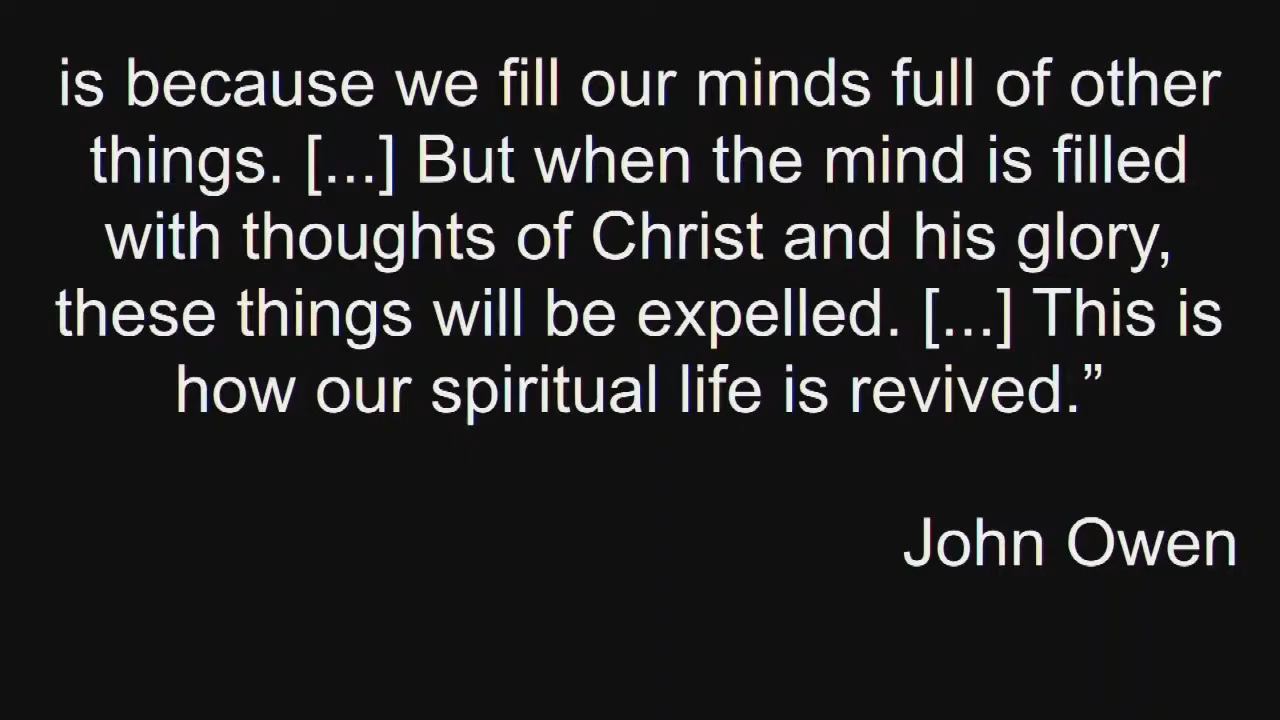 is because we fill our minds full of other
things. [...] But when the mind is filled
with thoughts of Christ and his glory,
these things will be expelled. [...] This is
how our spiritual life is revived.”
John Owen